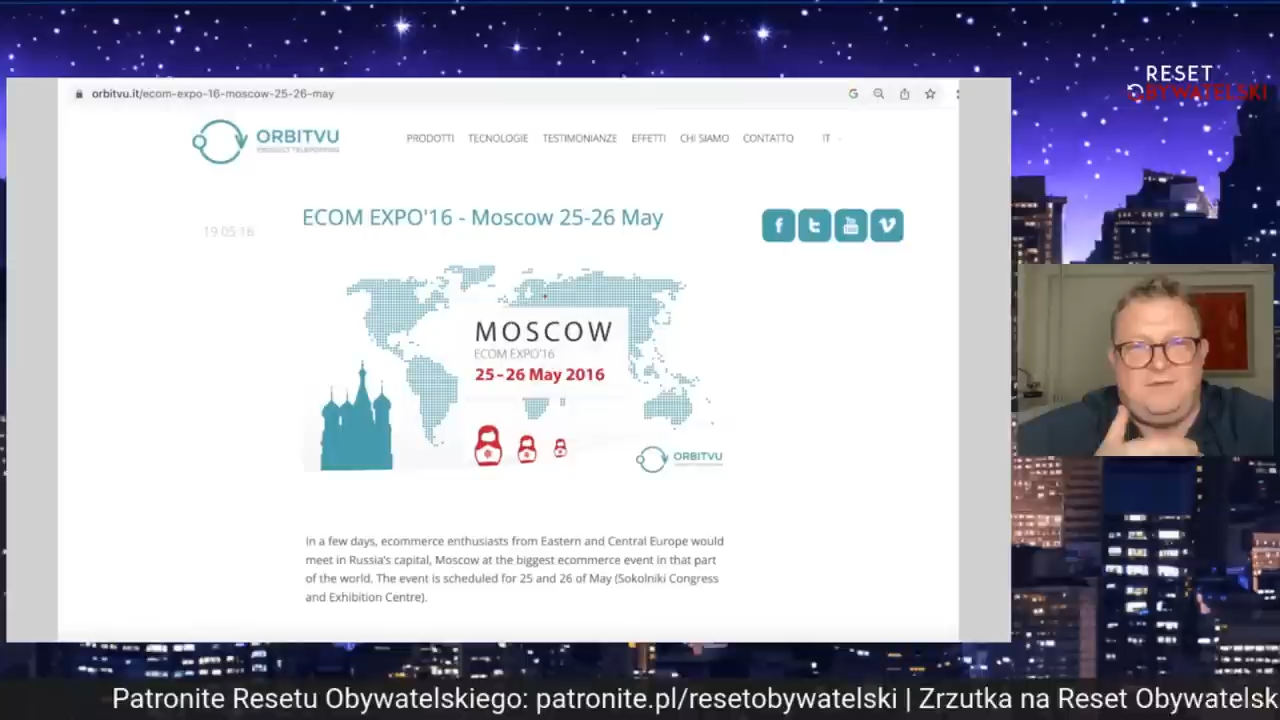 RESET
OBYWATELSKI
orbitvu.it/ecom-expo-16-moscow-25-26-may
ORBITVU
PRODUCT TELEPORTING
PRODOTTI TECNOLOGIE TESTIMONIANZE EFFETTI CHI SIAMO CONTATTO IT
19.05.16
ECOM EXPO'16 - Moscow 25-26 May
MOSCOW
ECOM EXPO'16
25-26 May 2016
ORBITVU
In a few days, ecommerce enthusiasts from Eastern and Central Europe would
meet in Russia's capital, Moscow at the biggest ecommerce event in that part
of the world. The event is scheduled for 25 and 26 of May (Sokolniki Congress
and Exhibition Centre).
Patronite Resetu Obywatelskiego: patronite.pl/resetobywatelski | Zrzutka na Reset Obywatelsk